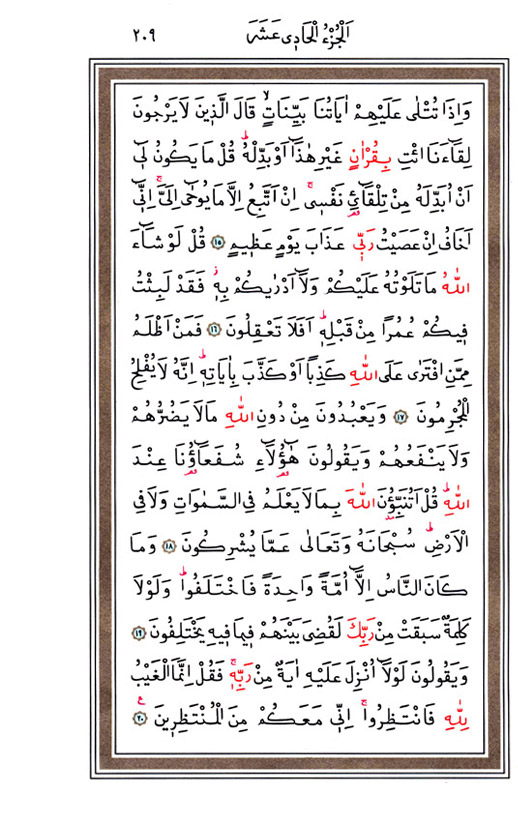 اَلْجُزْءُ الْحَادِي عَشَرَ
٢٠٩
وَاِذَا تُتْلٰى عَلَيْهِمْ اٰيَاتُنَا بَيِّنَاتٍۙ قَالَ الَّذٖينَ لَا يَرْجُونَ
لِقَٓاءَنَا ائْتِ بِقُرْاٰنٍ غَيْرِ هٰذَٓا اَوْ بَدِّلْهُؕ قُلْ مَا يَكُونُ لٖٓي
اَنْ اُبَدِّلَهُ مِنْ تِلْقَٓائِ۬ نَفْسٖيۚ اِنْ اَتَّبِعُ اِلَّا مَا يُوحٰٓى اِلَيَّۚ اِنّٖٓي
اَخَافُ اِنْ عَصَيْتُ رَبّٖي عَذَابَ يَوْمٍ عَظٖيمٍ ﴿١٥﴾ قُلْ لَوْ شَٓاءَ
اللّٰهُ مَا تَلَوْتُهُ عَلَيْكُمْ وَلَٓا اَدْرٰيكُمْ بِهٖؗ فَقَدْ لَبِثْتُ
فٖيكُمْ عُمُرًا مِنْ قَبْلِهٖؕ اَفَلَا تَعْقِلُونَ ﴿١٦﴾ فَمَنْ اَظْلَمُ
مِمَّنِ افْتَرٰى عَلَى اللّٰهِ كَذِبًا اَوْ كَذَّبَ بِاٰيَاتِهٖؕ اِنَّهُ لَا يُفْلِحُ
الْمُجْرِمُونَ ﴿١٧﴾ وَيَعْبُدُونَ مِنْ دُونِ اللّٰهِ مَا لَا يَضُرُّهُمْ
وَلَا يَنْفَعُهُمْ وَيَقُولُونَ هٰٓؤُ۬لَٓاءِ شُفَعَٓاؤُ۬نَا عِنْدَ
اللّٰهِؕ قُلْ اَتُنَبِّؤُ۫نَ اللّٰهَ بِمَا لَا يَعْلَمُ فِي السَّمٰوَاتِ وَلَا فِي
الْاَرْضِؕ سُبْحَانَهُ وَتَعَالٰى عَمَّا يُشْرِكُونَ ﴿١٨﴾ وَمَا
كَانَ النَّاسُ اِلَّٓا اُمَّةً وَاحِدَةً فَاخْتَلَفُواؕ وَلَوْلَا
كَلِمَةٌ سَبَقَتْ مِنْ رَبِّكَ لَقُضِيَ بَيْنَهُمْ فٖيمَا فٖيهِ يَخْتَلِفُونَ ﴿١٩﴾
وَيَقُولُونَ لَوْلَٓا اُنْزِلَ عَلَيْهِ اٰيَةٌ مِنْ رَبِّهٖۚ فَقُلْ اِنَّمَا الْغَيْبُ
لِلّٰهِ فَانْتَظِرُواۚ اِنّٖي مَعَكُمْ مِنَ الْمُنْتَظِرٖينَ ﴿٢٠﴾ ع